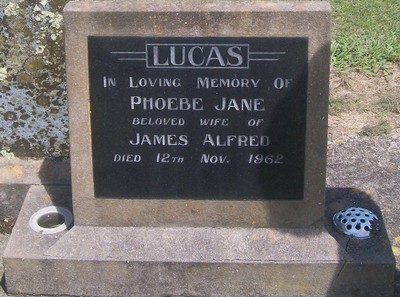 LUCAS
IN LOVING MEMORY OF
PHOEBE JANE
BELOVED WIFE OF
JAMES ALFRED
DIED 12TH NOV. 1962